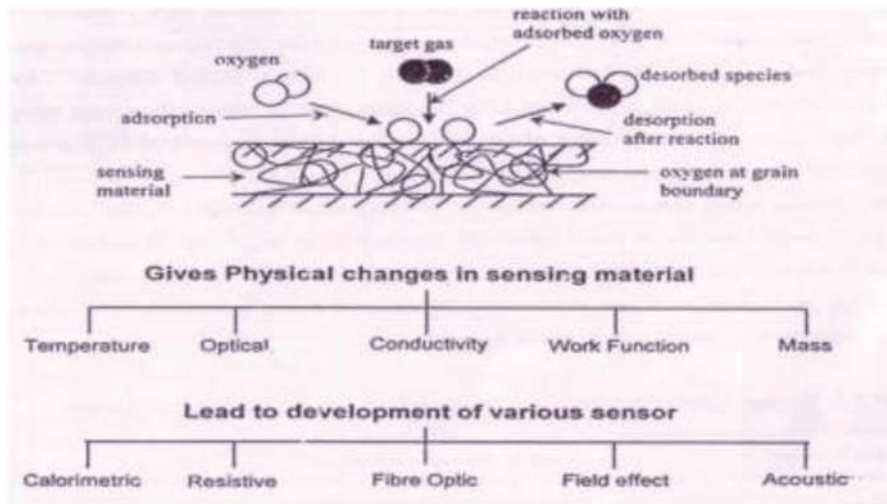 reaction with
adsorbed oxygen
target gas
oxygen
desorbed species
adsorption
desorption
after reaction
sensing
material
oxygen at grain
boundary
Gives Physical changes in sensing material
Temperature Optical Conductivity Work Function Mass
Lead to development of various sensor
Calorimetric Resistive Fibre Optic Field effect Acoustic